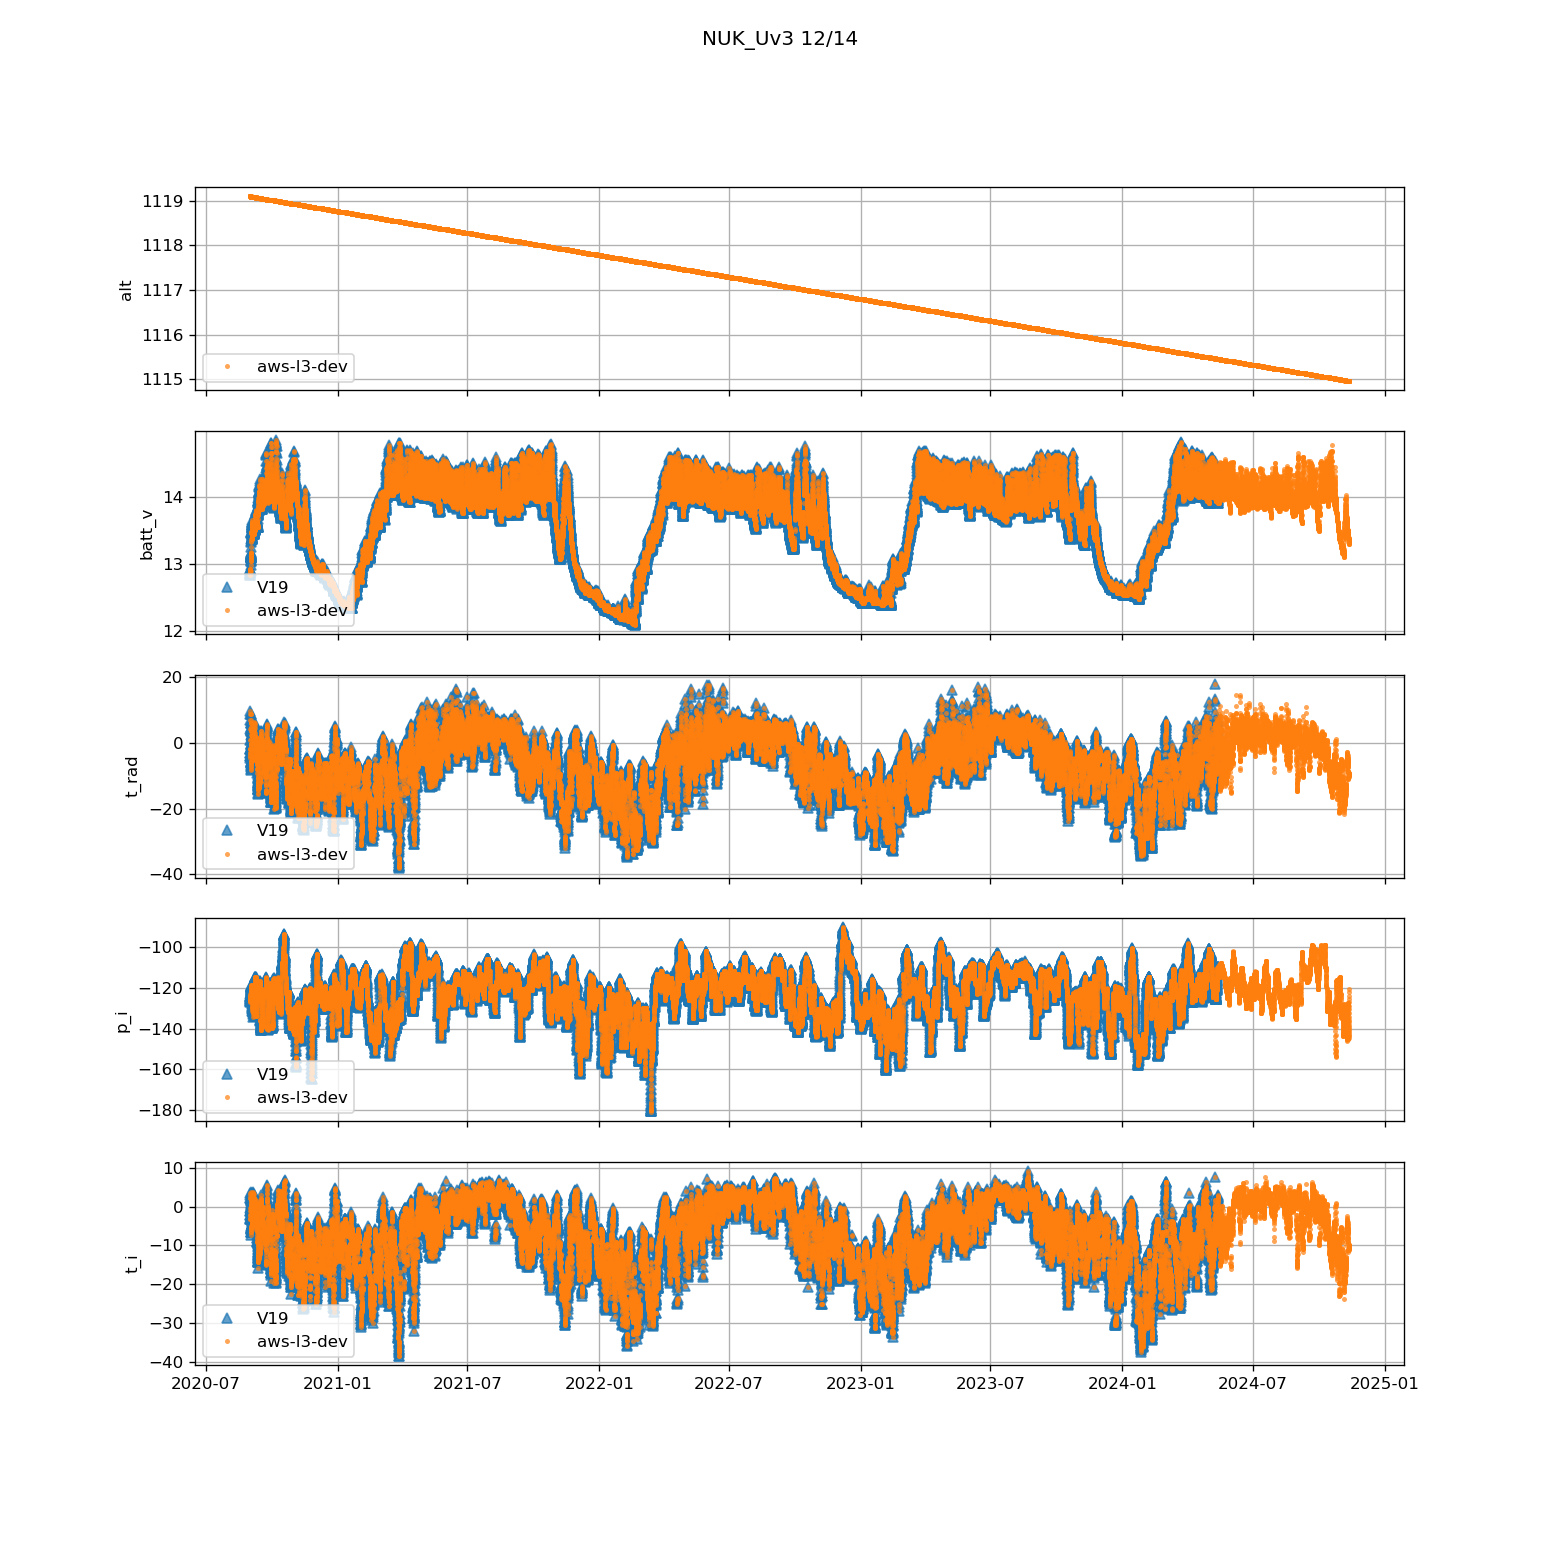 NUK_Uv3 12/14
1119
1118
1117
1116
1115
alt
aws-l3-dev
14
13
12
batt_v
V19
aws-l3-dev
20
0
−20
−40
t_rad
V19
aws-l3-dev
−100
−120
−140
−160
−180
p_i
V19
aws-l3-dev
10
0
−10
−20
−30
−40
t_i
V19
aws-l3-dev
2020-07 2021-01 2021-07 2022-01 2022-07 2023-01 2023-07 2024-01 2024-07 2025-01